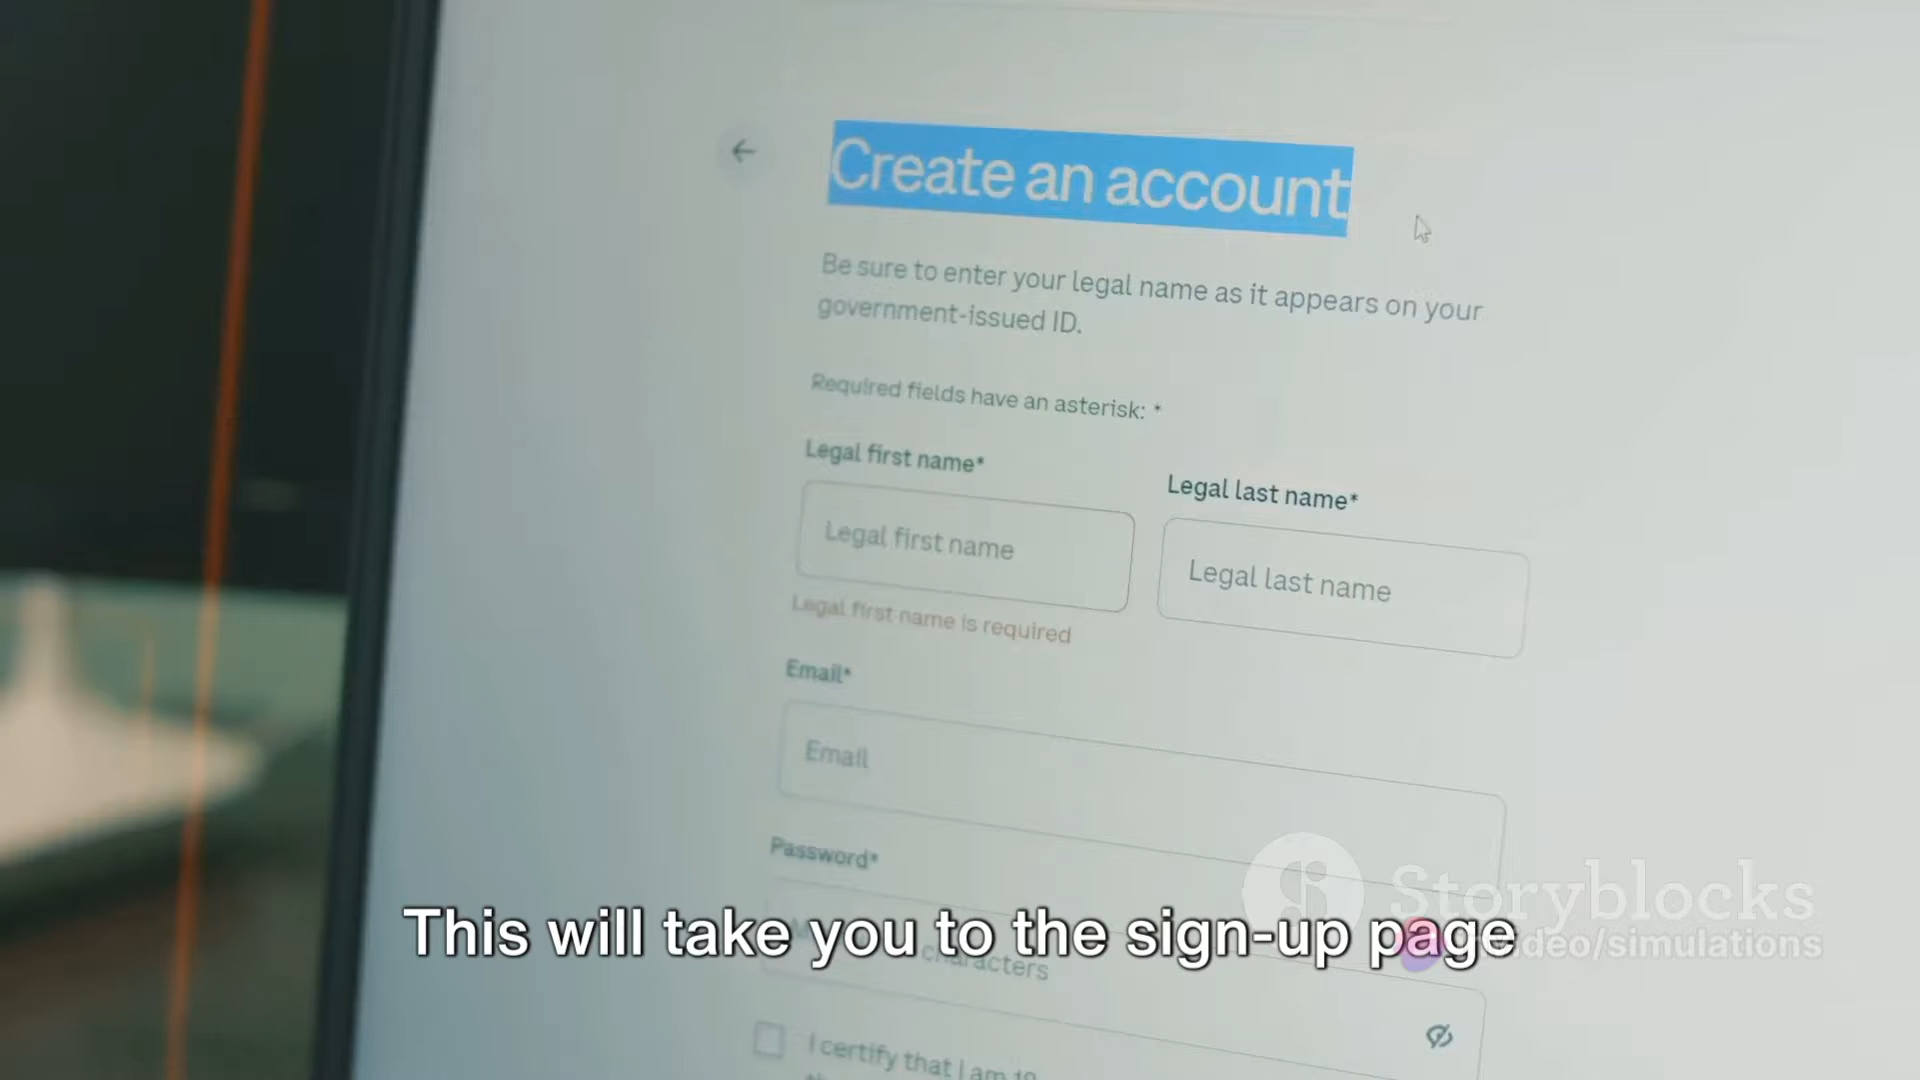 Create an account
Be sure to enter your legal name as it appears on your
government-issued ID.
Required fields have an asterisk: *
Legal first name*
Legal last name*
Legal first name
Legal last name
Legal first name is required
Email*
Email
Password*
characters
This will take you to the sign-up page
Storyblocks
video/simulations
I certify that I am